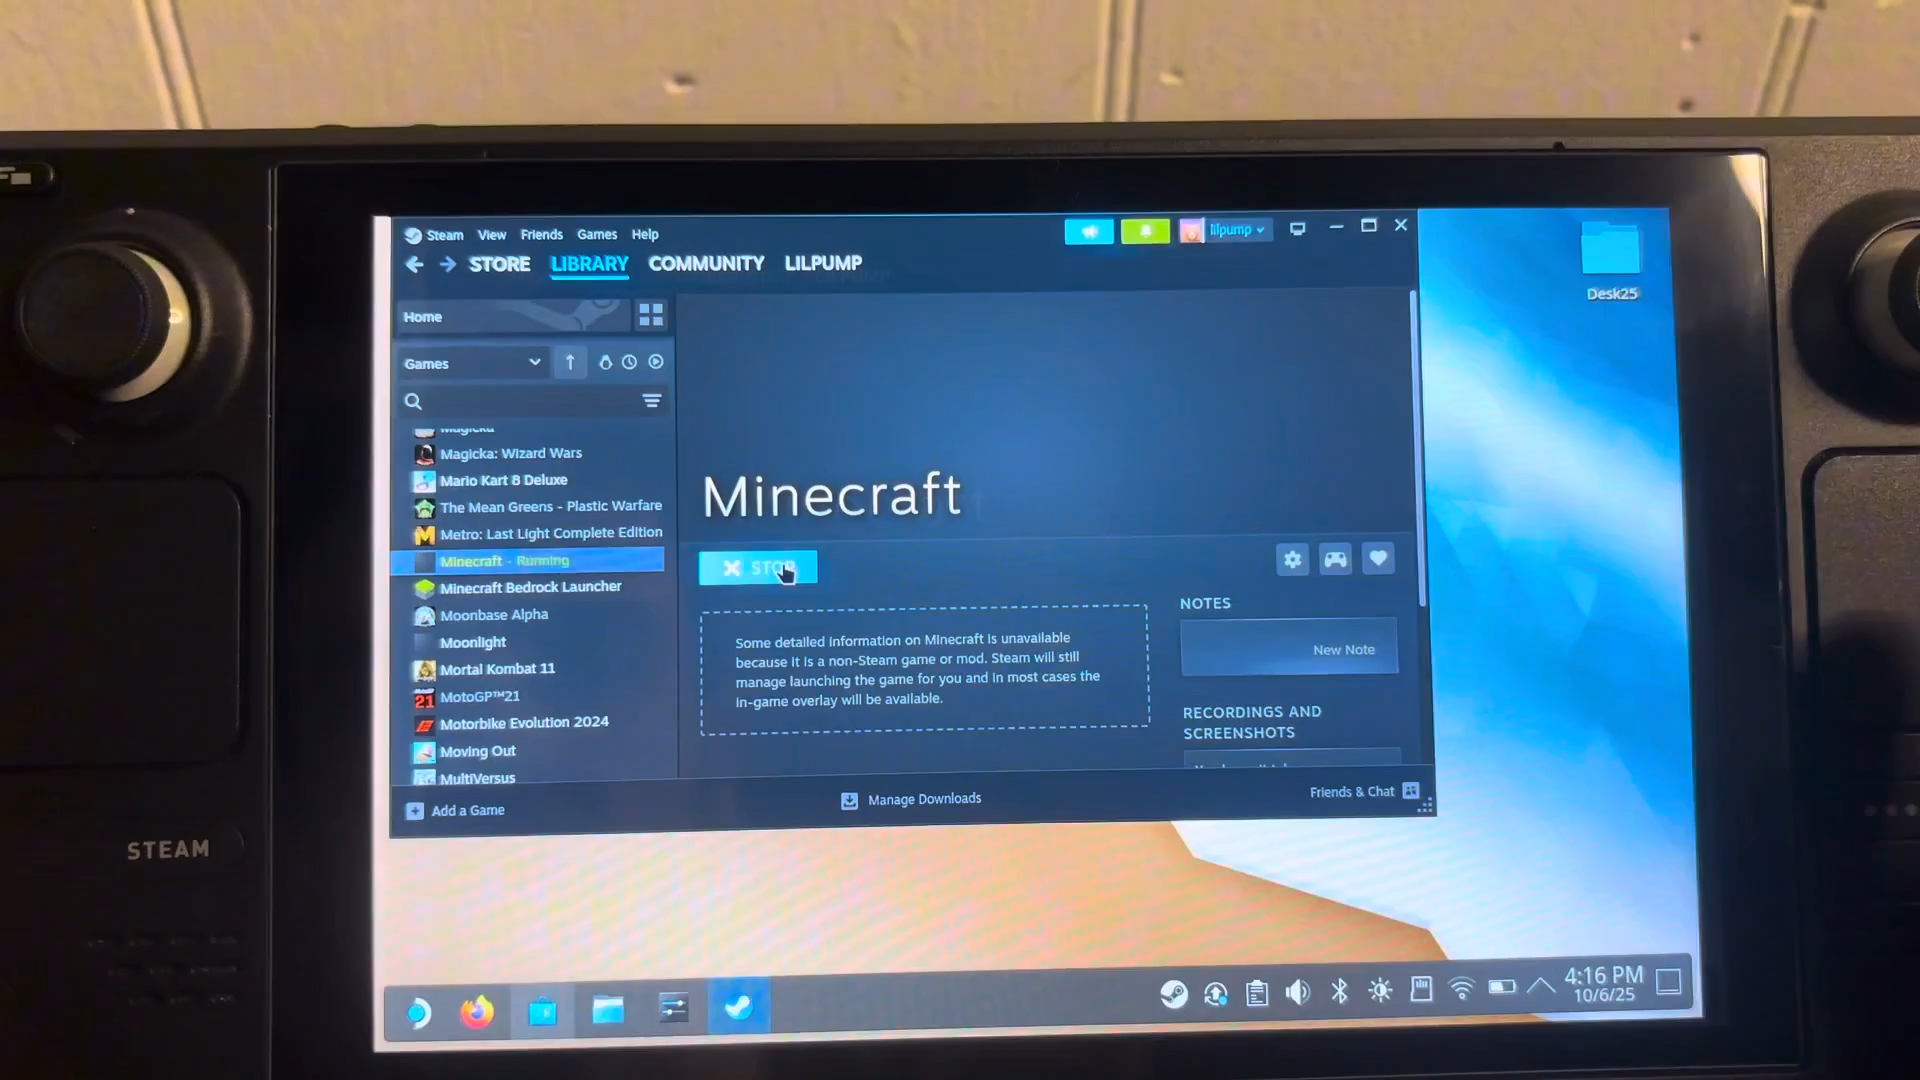 Steam View Friends Games Help
lilpump
STORE LIBRARY COMMUNITY LILPUMP
Home
Games
Magicka
Magicka: Wizard Wars
Mario Kart 8 Deluxe
The Mean Greens - Plastic Warfare
Metro: Last Light Complete Edition
Minecraft - Running
Minecraft Bedrock Launcher
Moonbase Alpha
Moonlight
Mortal Kombat 11
MotoGP™21
Motorbike Evolution 2024
Moving Out
MultiVersus
Minecraft
STOP
Some detailed information on Minecraft is unavailable
because it is a non-Steam game or mod. Steam will still
manage launching the game for you and in most cases the
in-game overlay will be available.
NOTES
New Note
RECORDINGS AND
SCREENSHOTS
Add a Game
Manage Downloads
Friends & Chat
Desk25
4:16 PM
10/6/25
STEAM